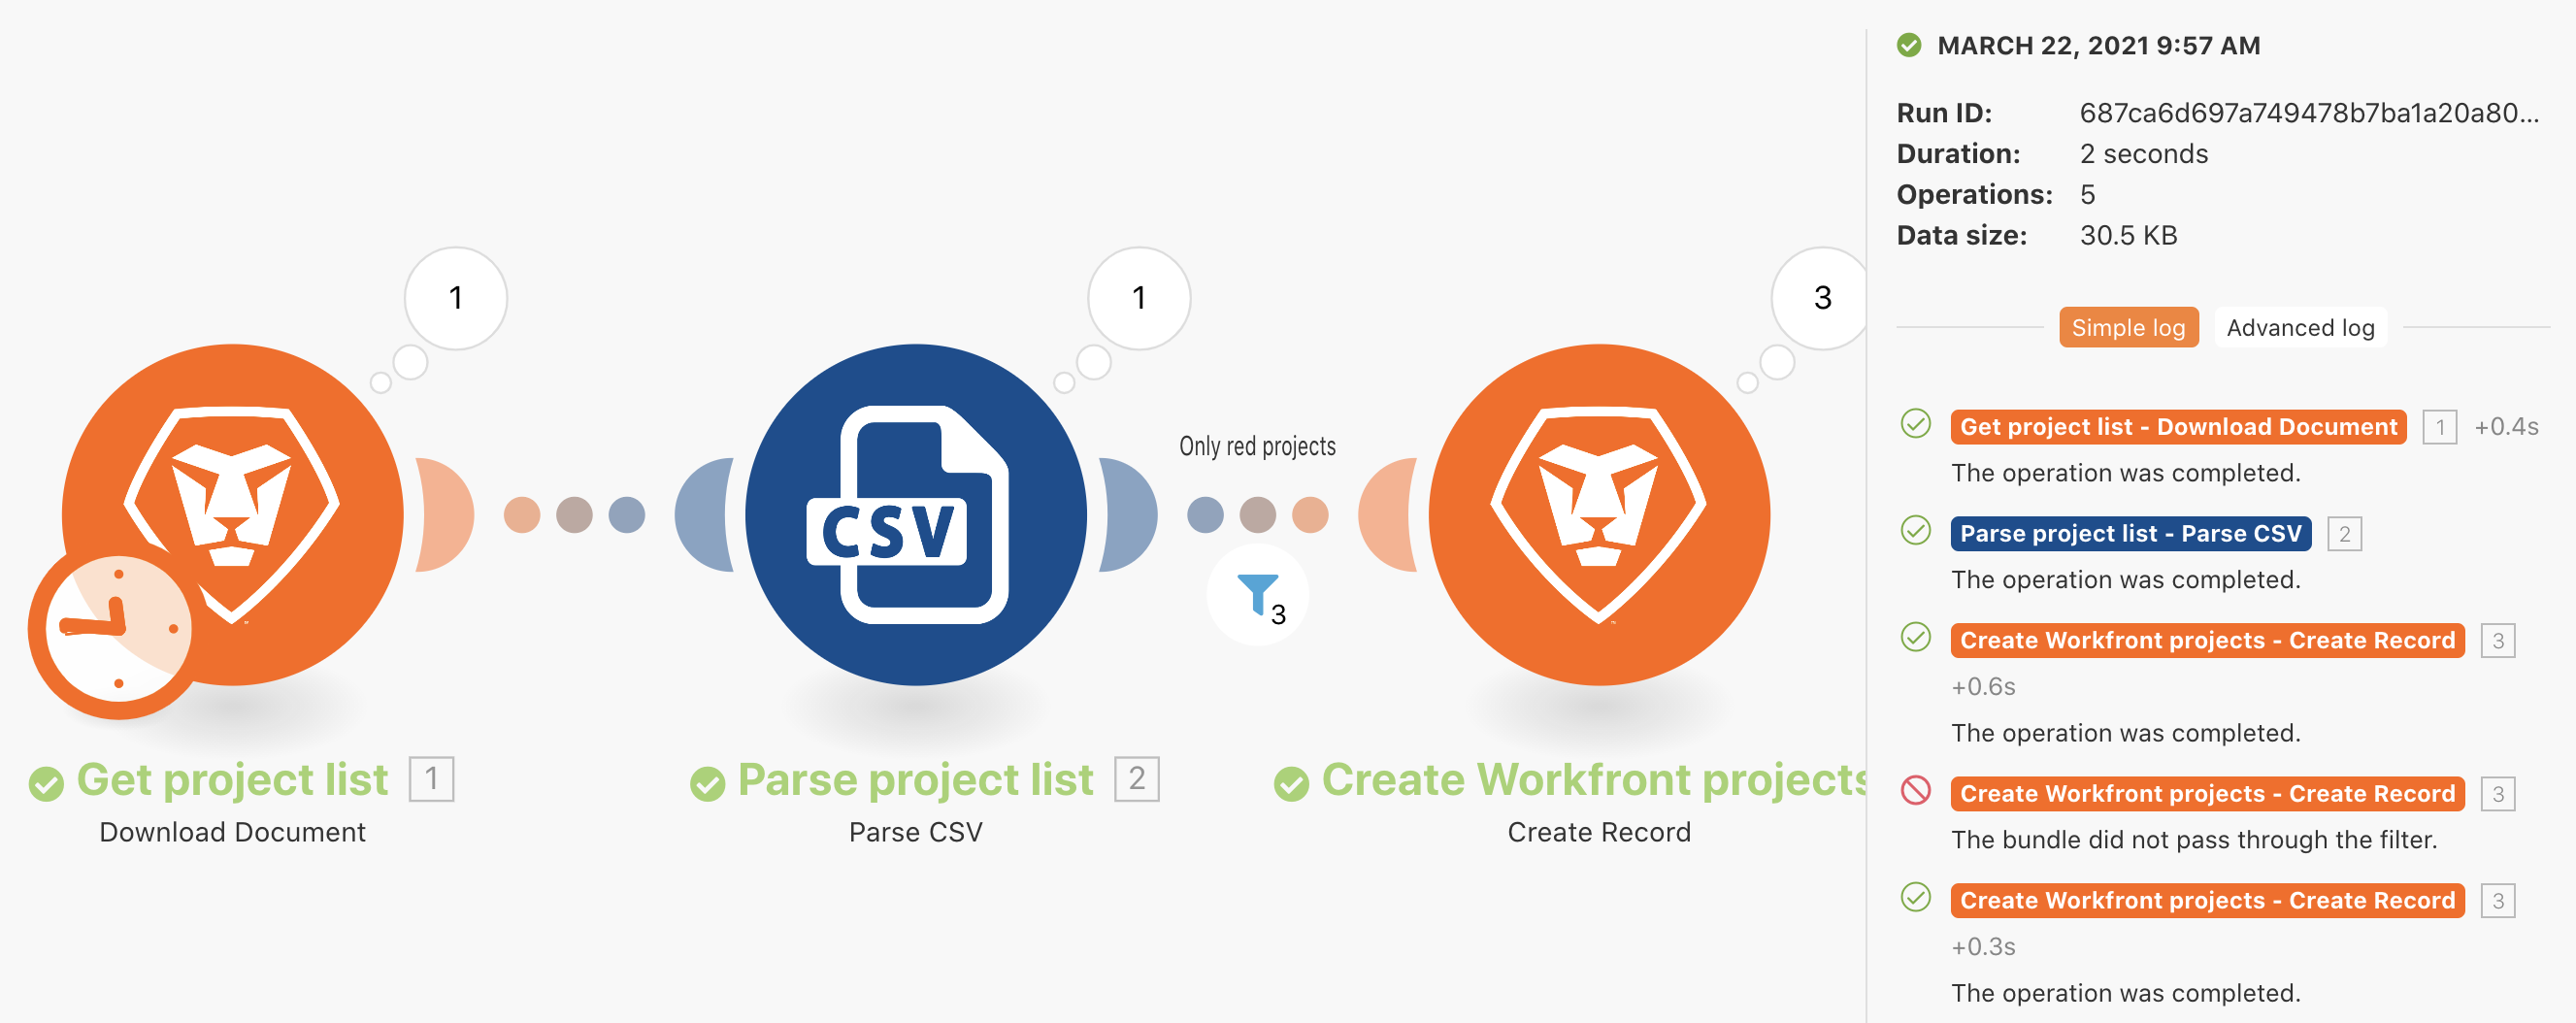 1
1
3
CSV
Only red projects
3
Get project list 1
Download Document
Parse project list 2
Parse CSV
Create Workfront projects
Create Record
MARCH 22, 2021 9:57 AM
Run ID: 687ca6d697a749478b7ba1a20a80...
Duration: 2 seconds
Operations: 5
Data size: 30.5 KB
Simple log Advanced log
Get project list - Download Document 1 +0.4s
The operation was completed.
Parse project list - Parse CSV 2
The operation was completed.
Create Workfront projects - Create Record 3
+0.6s
The operation was completed.
Create Workfront projects - Create Record 3
The bundle did not pass through the filter.
Create Workfront projects - Create Record 3
+0.3s
The operation was completed.